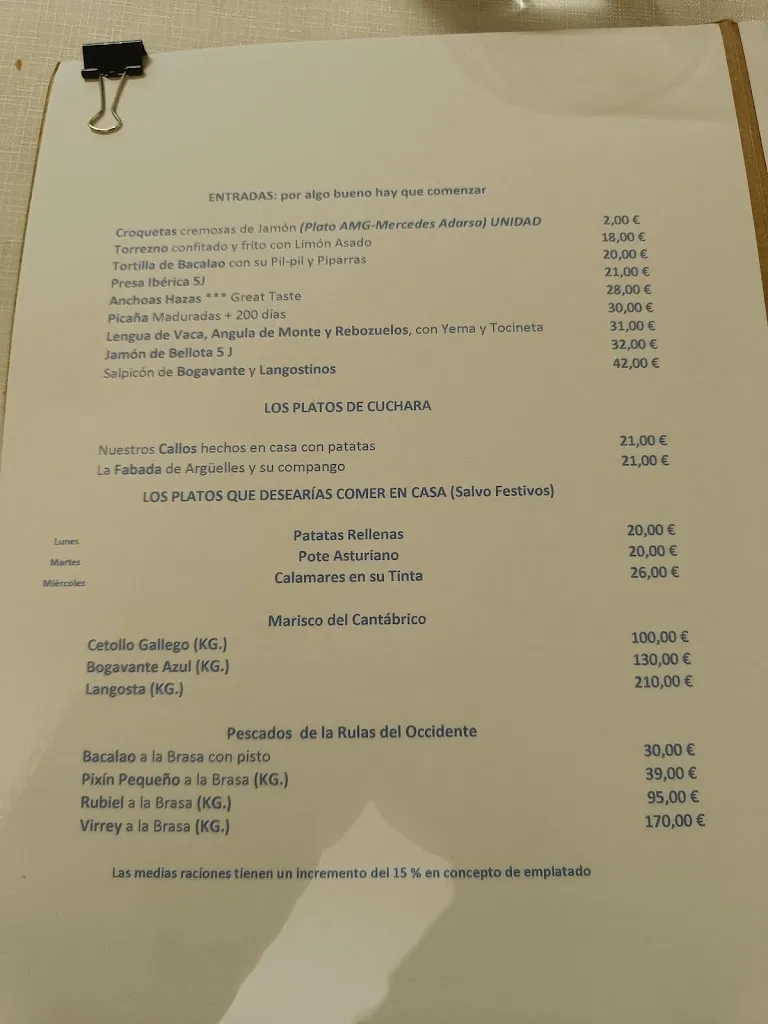 ENTRADAS: por algo bueno hay que comenzar
Croquetas cremosas de Jamón (Plato AMG-Mercedes Adarsa) UNIDAD 2,00 €
Torrezno confitado y frito con Limón Asado 18,00 €
Tortilla de Bacalao con su Pil-pil y Piparras 20,00 €
Presa Ibérica 5J 21,00 €
Anchoas Hazas *** Great Taste 28,00 €
Picaña Maduradas + 200 días 30,00 €
Lengua de Vaca, Angula de Monte y Rebozuelos, con Yema y Tocineta 31,00 €
Jamón de Bellota 5 J 32,00 €
Salpicón de Bogavante y Langostinos 42,00 €
LOS PLATOS DE CUCHARA
Nuestros Callos hechos en casa con patatas 21,00 €
La Fabada de Argüelles y su compango 21,00 €
LOS PLATOS QUE DESEARÍAS COMER EN CASA (Salvo Festivos)
Lunes Patatas Rellenas 20,00 €
Martes Pote Asturiano 20,00 €
Miércoles Calamares en su Tinta 26,00 €
Marisco del Cantábrico
Cetollo Gallego (KG.) 100,00 €
Bogavante Azul (KG.) 130,00 €
Langosta (KG.) 210,00 €
Pescados de la Rulas del Occidente
Bacalao a la Brasa con pisto 30,00 €
Pixín Pequeño a la Brasa (KG.) 39,00 €
Rubiel a la Brasa (KG.) 95,00 €
Virrey a la Brasa (KG.) 170,00 €
Las medias raciones tienen un incremento del 15 % en concepto de emplatado